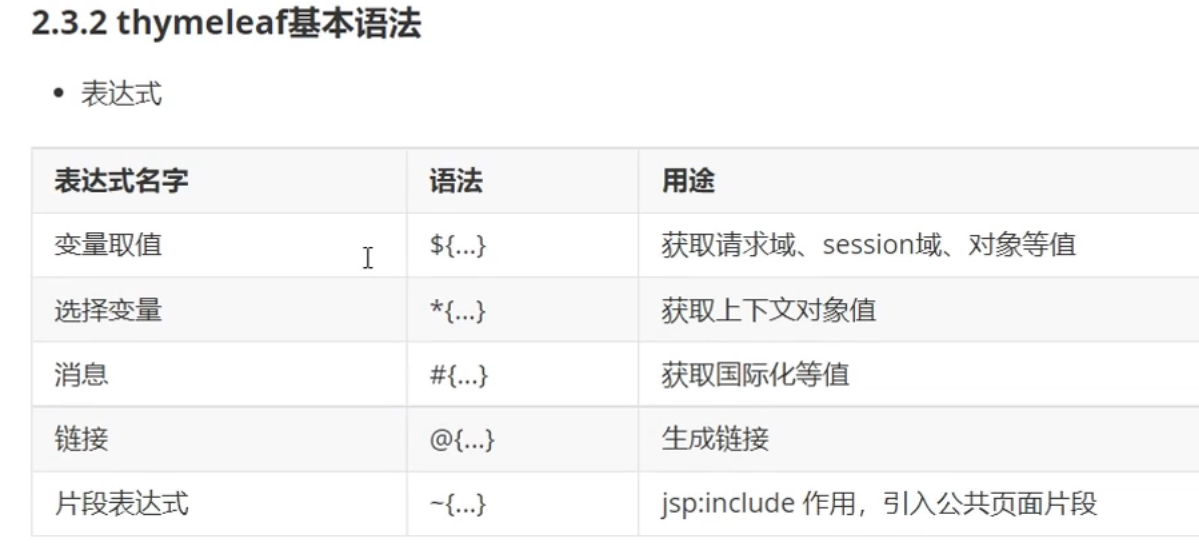 2.3.2 thymeleaf基本语法
• 表达式
表达式名字 语法 用途
变量取值 ${...} 获取请求域、session域、对象等值
选择变量 *{...} 获取上下文对象值
消息 #{...} 获取国际化等值
链接 @{...} 生成链接
片段表达式 ~{...} jsp:include 作用，引入公共页面片段